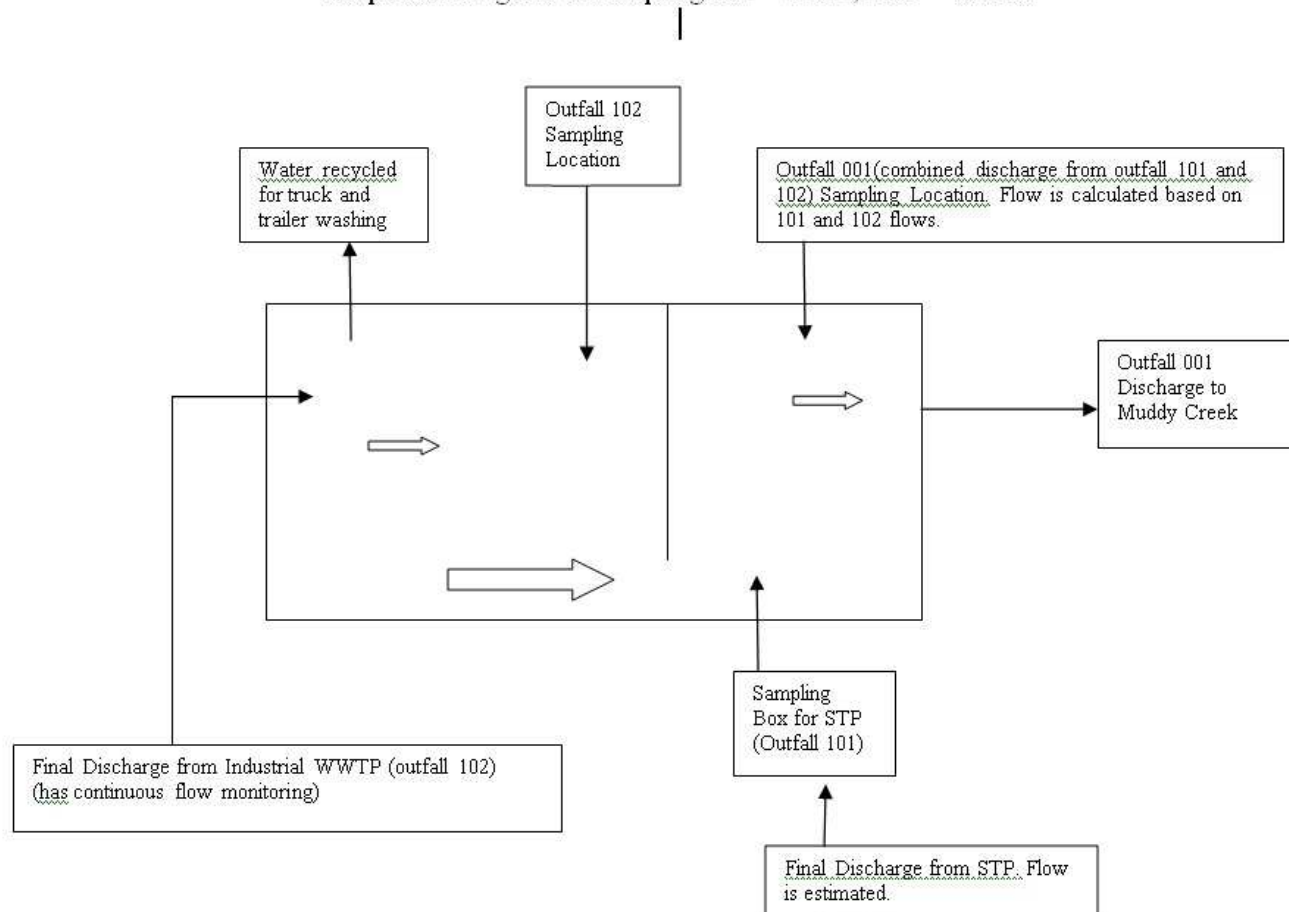 Outfall 102
Sampling
Location
Water recycled
for truck and
trailer washing
Outfall 001(combined discharge from outfall 101 and
102) Sampling Location. Flow is calculated based on
101 and 102 flows.
Outfall 001
Discharge to
Muddy Creek
Sampling
Box for STP
(Outfall 101)
Final Discharge from Industrial WWTP (outfall 102)
(has continuous flow monitoring)
Final Discharge from STP. Flow
is estimated.